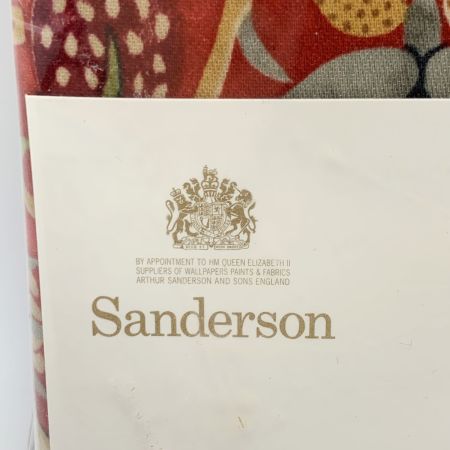 BY APPOINTMENT TO HM QUEEN ELIZABETH II
SUPPLIERS OF WALLPAPERS PAINTS & FABRICS
ARTHUR SANDERSON AND SONS ENGLAND
Sanderson